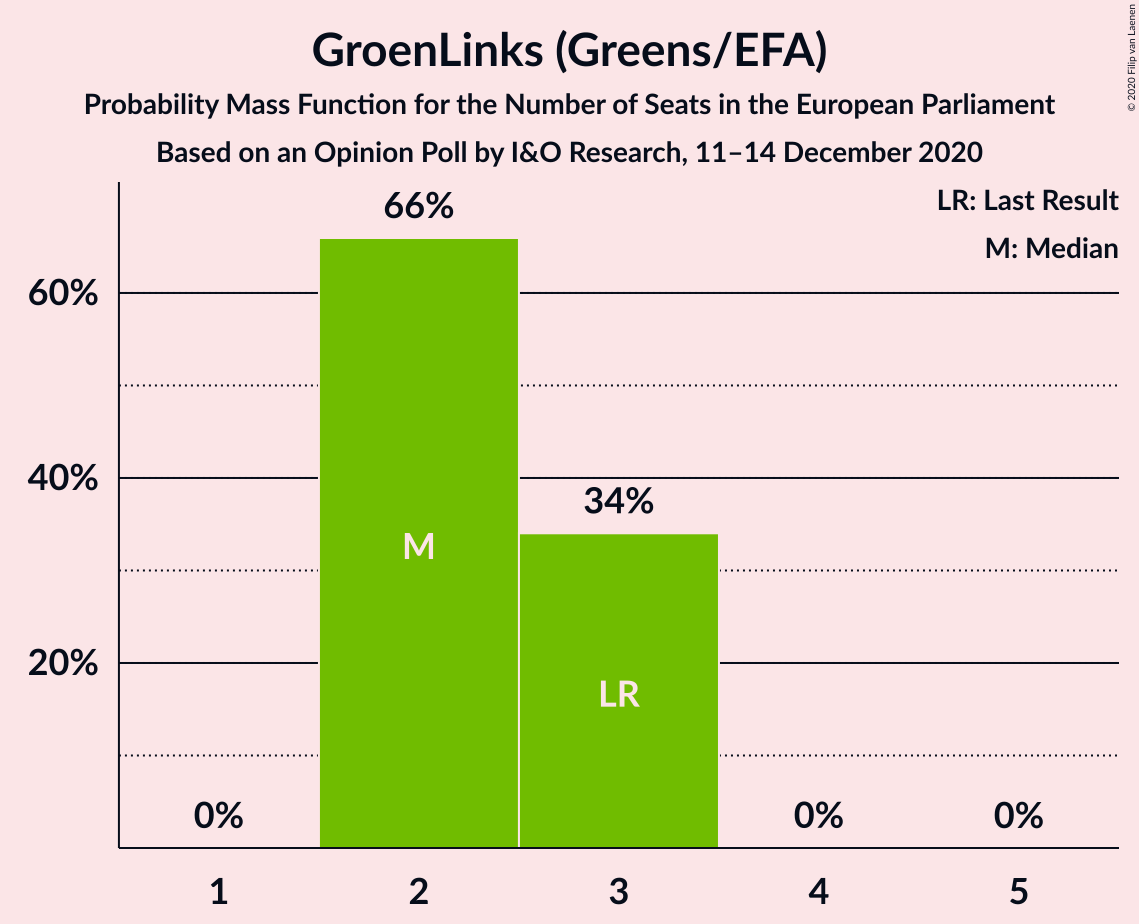 GroenLinks (Greens/EFA)
Probability Mass Function for the Number of Seats in the European Parliament
Based on an Opinion Poll by I&O Research, 11–14 December 2020
© 2020 Filip van Laenen
LR: Last Result
M: Median
66%
60%
40%
34%
M
20%
LR
0%
0%
0%
1
2
3
4
5